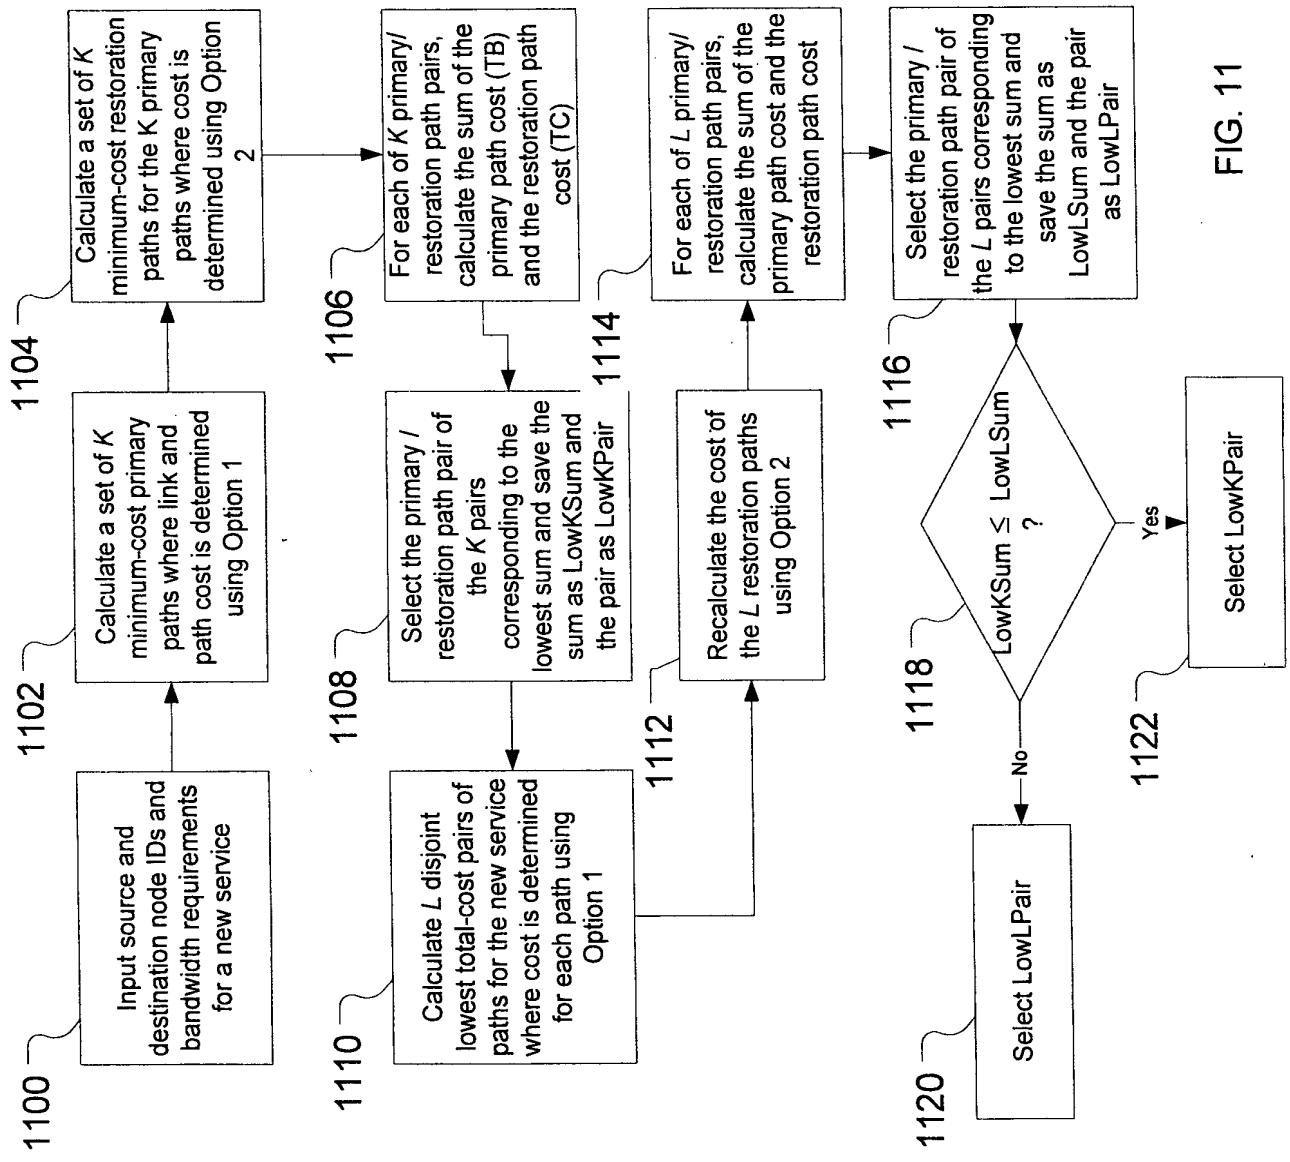 1100
Input source and
destination node IDs and
bandwidth requirements
for a new service
1102
Calculate a set of K
minimum-cost primary
paths where link and
path cost is determined
using Option 1
1104
Calculate a set of K
minimum-cost restoration
paths for the K primary
paths where cost is
determined using Option
2
1106
For each of K primary/
restoration path pairs,
calculate the sum of the
primary path cost (TB)
and the restoration path
cost (TC)
1108
Select the primary /
restoration path pair of
the K pairs
corresponding to the
lowest sum and save the
sum as LowKSum and
the pair as LowKPair
1110
Calculate L disjoint
lowest total-cost pairs of
paths for the new service
where cost is determined
for each path using
Option 1
1112
Recalculate the cost of
the L restoration paths
using Option 2
1114
For each of L primary/
restoration path pairs,
calculate the sum of the
primary path cost and the
restoration path cost
1116
Select the primary /
restoration path pair of
the L pairs corresponding
to the lowest sum and
save the sum as
LowLSum and the pair
as LowLPair
1118
LowKSum ≤ LowLSum
?
No
Yes
1120
Select LowLPair
1122
Select LowKPair
FIG. 11